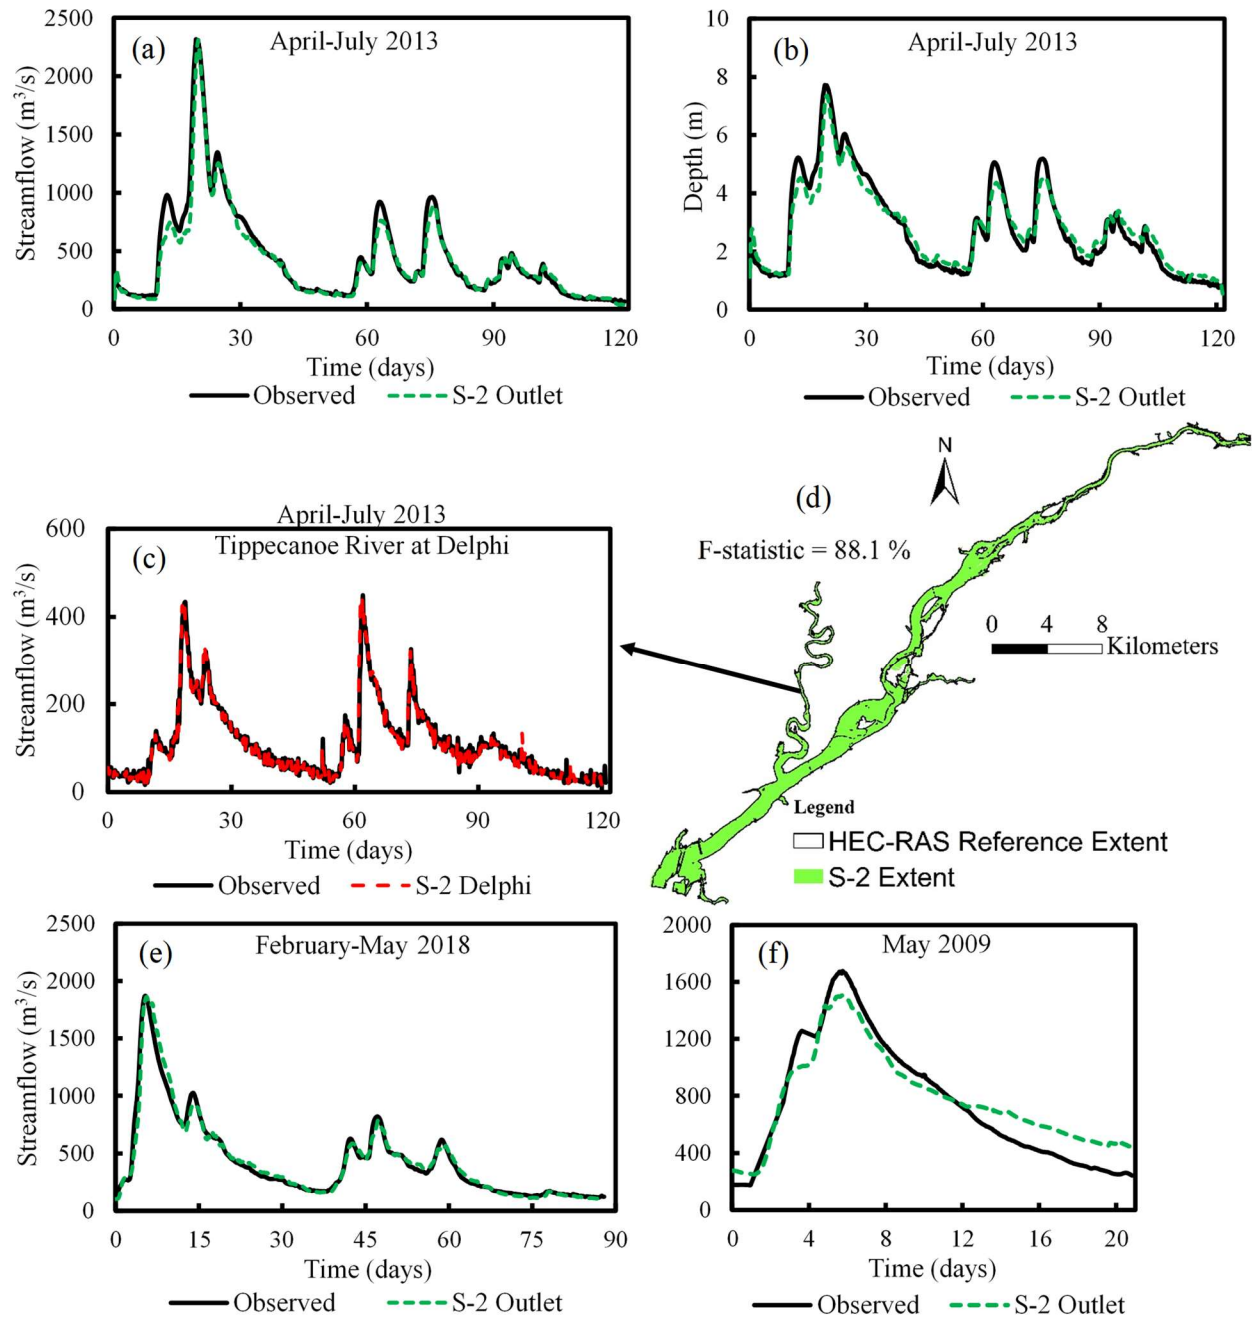 (a)
April-July 2013
Streamflow (m³/s)
2500
2000
1500
1000
500
0
0 30 60 90 120
Time (days)
Observed S-2 Outlet
(b)
April-July 2013
Depth (m)
10
8
6
4
2
0
0 30 60 90 120
Time (days)
Observed S-2 Outlet
April-July 2013
Tippecanoe River at Delphi
(c)
Streamflow (m³/s)
600
400
200
0
0 30 60 90 120
Time (days)
Observed S-2 Delphi
(d)
N
F-statistic = 88.1 %
0 4 8
Kilometers
Legend
HEC-RAS Reference Extent
S-2 Extent
(e)
February-May 2018
Streamflow (m³/s)
2500
2000
1500
1000
500
0
0 15 30 45 60 75 90
Time (days)
Observed S-2 Outlet
(f)
May 2009
2000
1600
1200
800
400
0
0 4 8 12 16 20
Time (days)
Observed S-2 Outlet